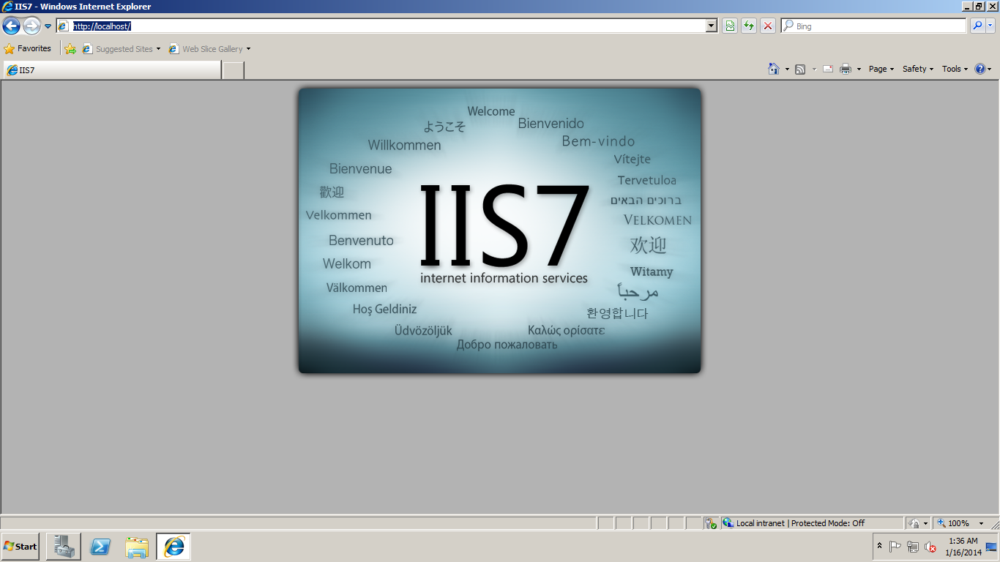 IIS7 - Windows Internet Explorer
http://localhost/
Bing
Favorites
Suggested Sites
Web Slice Gallery
IIS7
Page
Safety
Tools
Welcome
Bienvenido
ようこそ
Bem-vindo
Willkommen
Vítejte
Bienvenue
Tervetuloa
歡迎
ברוכים הבאים
Velkommen
VELKOMEN
Benvenuto
欢迎
Welkom
Witamy
Välkommen
مرحباً
Hoş Geldiniz
환영합니다
Üdvözöljük
Καλώς ορίσατε
Добро пожаловать
IIS7
internet information services
Local intranet | Protected Mode: Off
100%
Start
1:36 AM
1/16/2014